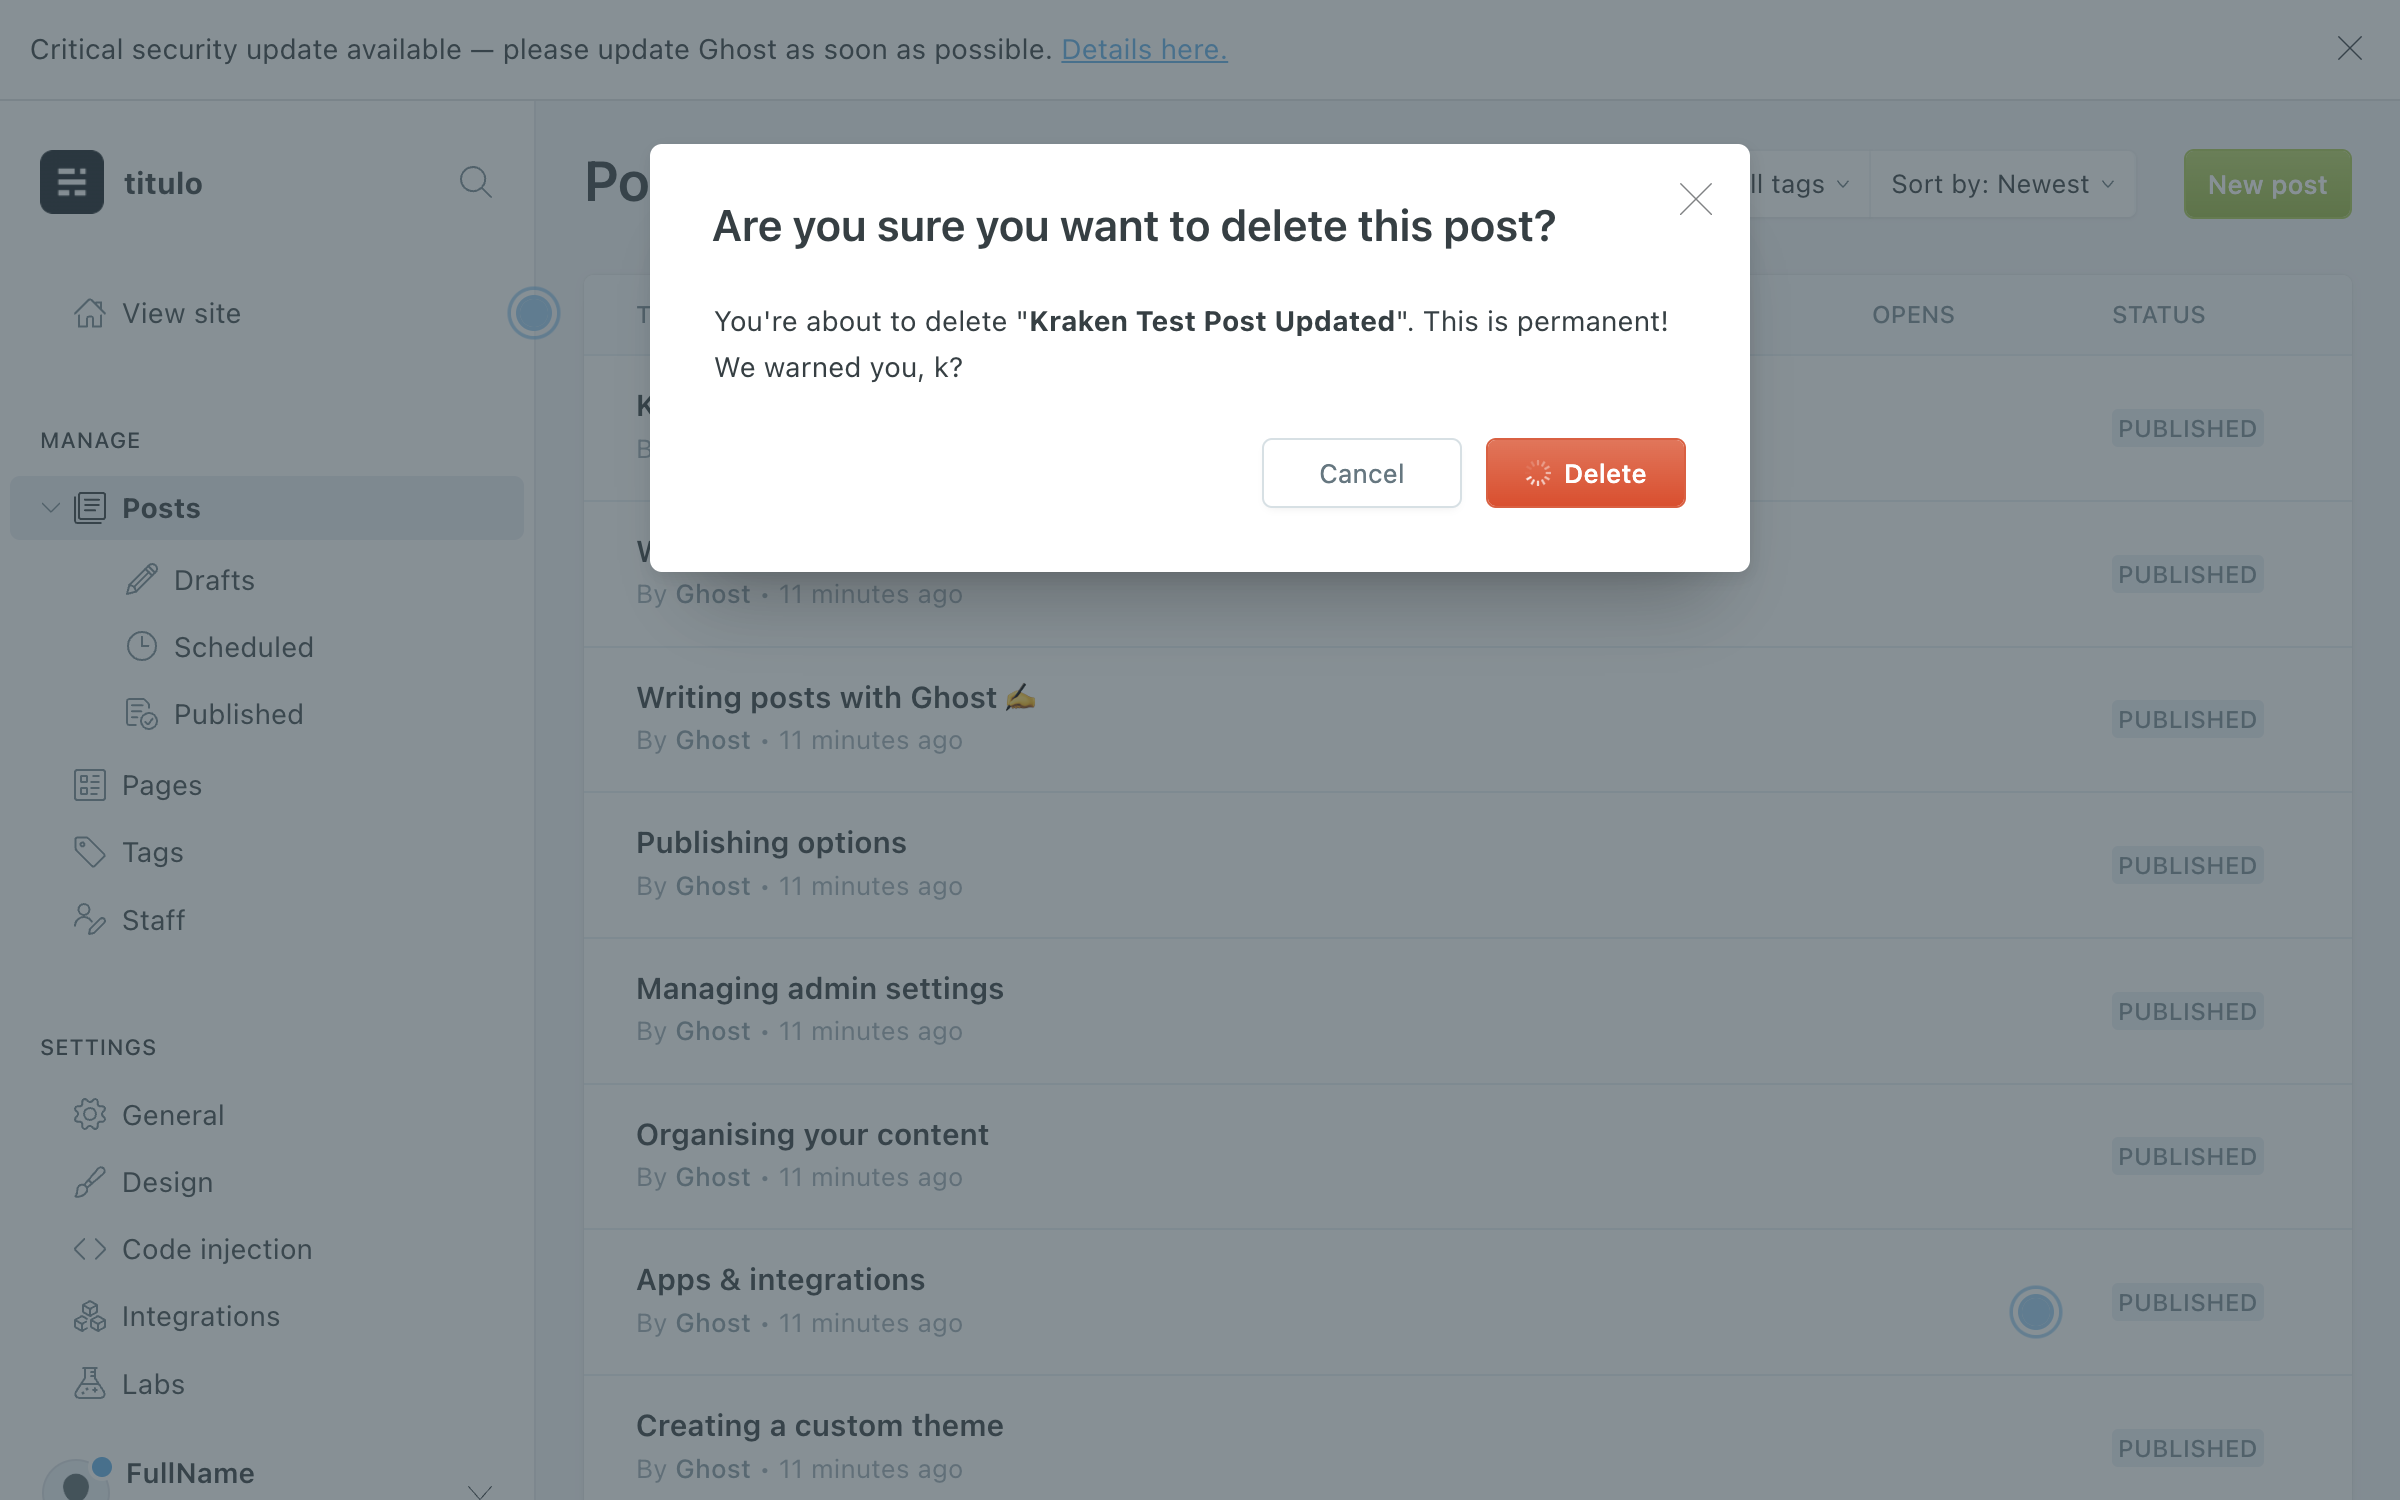 Critical security update available — please update Ghost as soon as possible. Details here.
titulo
View site
MANAGE
Posts
Drafts
Scheduled
Published
Pages
Tags
Staff
SETTINGS
General
Design
Code injection
Integrations
Labs
FullName
Sort by: Newest
New post
Are you sure you want to delete this post?
You're about to delete "Kraken Test Post Updated". This is permanent!
We warned you, k?
Cancel
Delete
OPENS
STATUS
PUBLISHED
By Ghost • 11 minutes ago
PUBLISHED
Writing posts with Ghost ✍️
By Ghost • 11 minutes ago
PUBLISHED
Publishing options
By Ghost • 11 minutes ago
PUBLISHED
Managing admin settings
By Ghost • 11 minutes ago
PUBLISHED
Organising your content
By Ghost • 11 minutes ago
PUBLISHED
Apps & integrations
By Ghost • 11 minutes ago
PUBLISHED
Creating a custom theme
By Ghost • 11 minutes ago
PUBLISHED